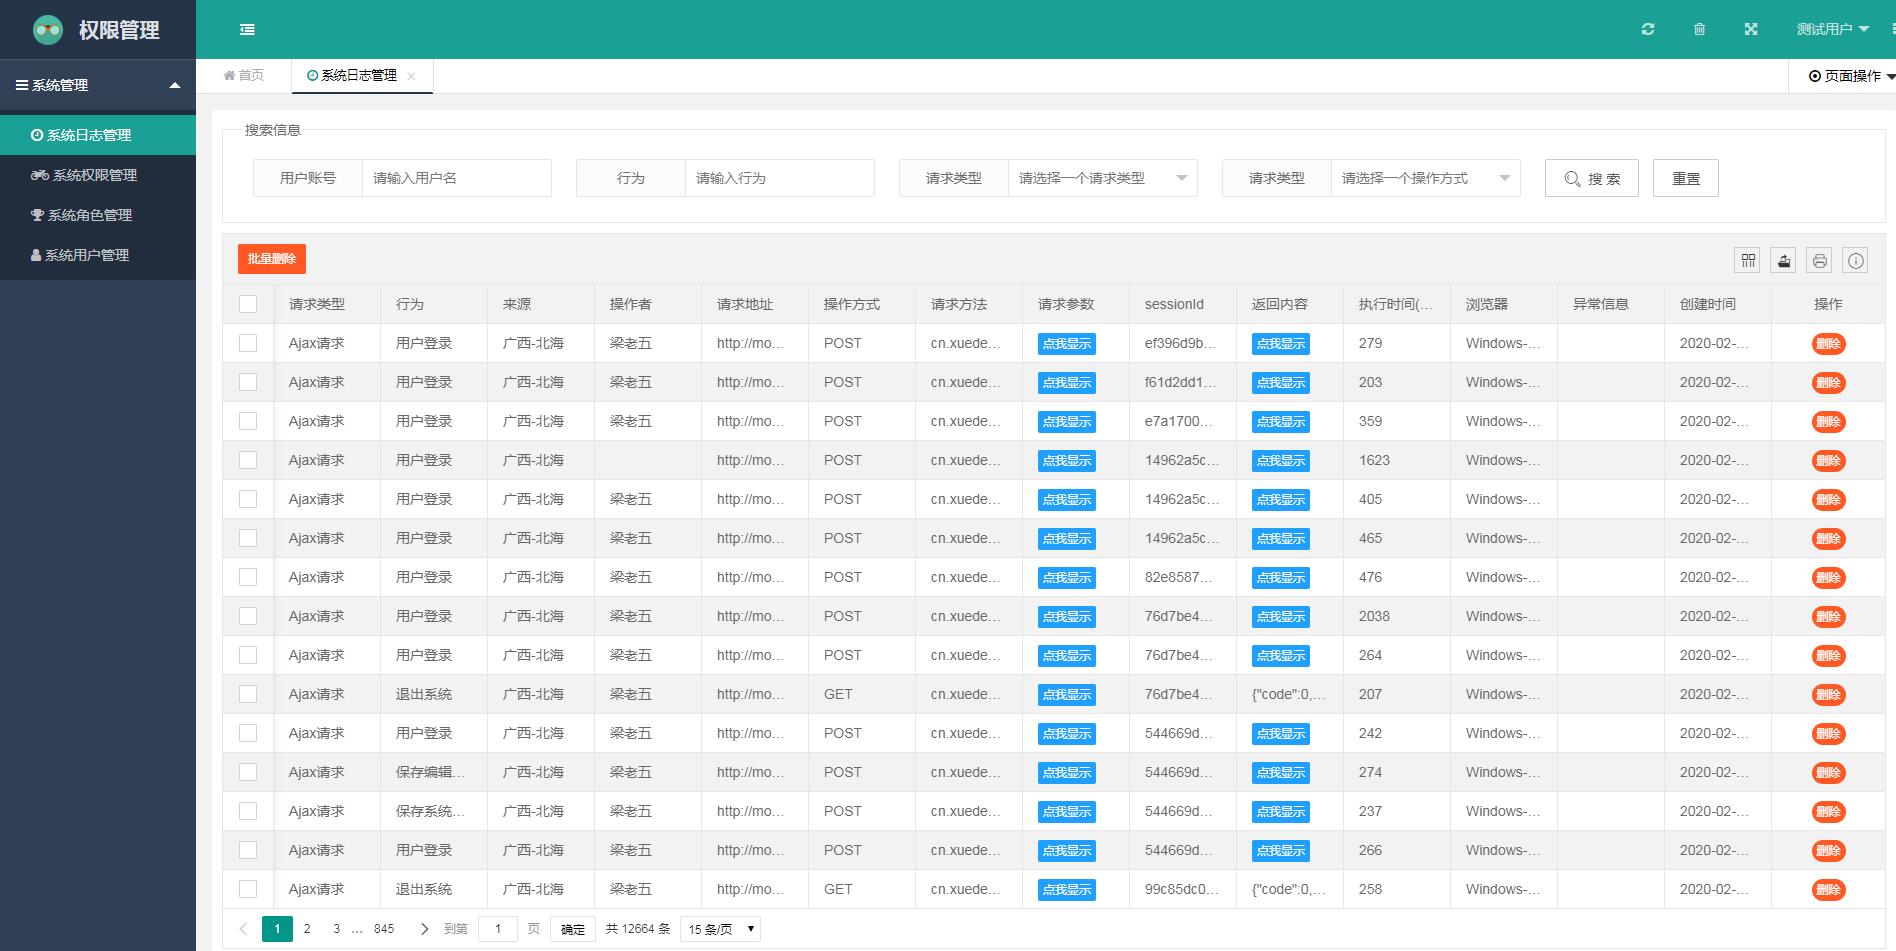 权限管理
测试用户
系统管理
首页 系统日志管理
页面操作
系统日志管理
系统权限管理
系统角色管理
系统用户管理
搜索信息
用户账号 请输入用户名 行为 请输入行为 请求类型 请选择一个请求类型 请求类型 请选择一个操作方式 搜 索 重置
批量删除
请求类型 行为 来源 操作者 请求地址 操作方式 请求方法 请求参数 sessionId 返回内容 执行时间(... 浏览器 异常信息 创建时间 操作
Ajax请求 用户登录 广西-北海 梁老五 http://mo... POST cn.xuede... 点我显示 ef396d9b... 点我显示 279 Windows-... 2020-02-... 删除
Ajax请求 用户登录 广西-北海 梁老五 http://mo... POST cn.xuede... 点我显示 f61d2dd1... 点我显示 203 Windows-... 2020-02-... 删除
Ajax请求 用户登录 广西-北海 梁老五 http://mo... POST cn.xuede... 点我显示 e7a1700... 点我显示 359 Windows-... 2020-02-... 删除
Ajax请求 用户登录 广西-北海 http://mo... POST cn.xuede... 点我显示 14962a5c... 点我显示 1623 Windows-... 2020-02-... 删除
Ajax请求 用户登录 广西-北海 梁老五 http://mo... POST cn.xuede... 点我显示 14962a5c... 点我显示 405 Windows-... 2020-02-... 删除
Ajax请求 用户登录 广西-北海 梁老五 http://mo... POST cn.xuede... 点我显示 14962a5c... 点我显示 465 Windows-... 2020-02-... 删除
Ajax请求 用户登录 广西-北海 梁老五 http://mo... POST cn.xuede... 点我显示 82e8587... 点我显示 476 Windows-... 2020-02-... 删除
Ajax请求 用户登录 广西-北海 梁老五 http://mo... POST cn.xuede... 点我显示 76d7be4... 点我显示 2038 Windows-... 2020-02-... 删除
Ajax请求 用户登录 广西-北海 梁老五 http://mo... POST cn.xuede... 点我显示 76d7be4... 点我显示 264 Windows-... 2020-02-... 删除
Ajax请求 退出系统 广西-北海 梁老五 http://mo... GET cn.xuede... 点我显示 76d7be4... {"code":0,... 207 Windows-... 2020-02-... 删除
Ajax请求 用户登录 广西-北海 梁老五 http://mo... POST cn.xuede... 点我显示 544669d... 点我显示 242 Windows-... 2020-02-... 删除
Ajax请求 保存编辑... 广西-北海 梁老五 http://mo... POST cn.xuede... 点我显示 544669d... 点我显示 274 Windows-... 2020-02-... 删除
Ajax请求 保存系统... 广西-北海 梁老五 http://mo... POST cn.xuede... 点我显示 544669d... 点我显示 237 Windows-... 2020-02-... 删除
Ajax请求 用户登录 广西-北海 梁老五 http://mo... POST cn.xuede... 点我显示 544669d... 点我显示 266 Windows-... 2020-02-... 删除
Ajax请求 退出系统 广西-北海 梁老五 http://mo... GET cn.xuede... 点我显示 99c85dc0... {"code":0,... 258 Windows-... 2020-02-... 删除
1 2 3 ... 845 到第 1 页 确定 共 12664 条 15 条/页